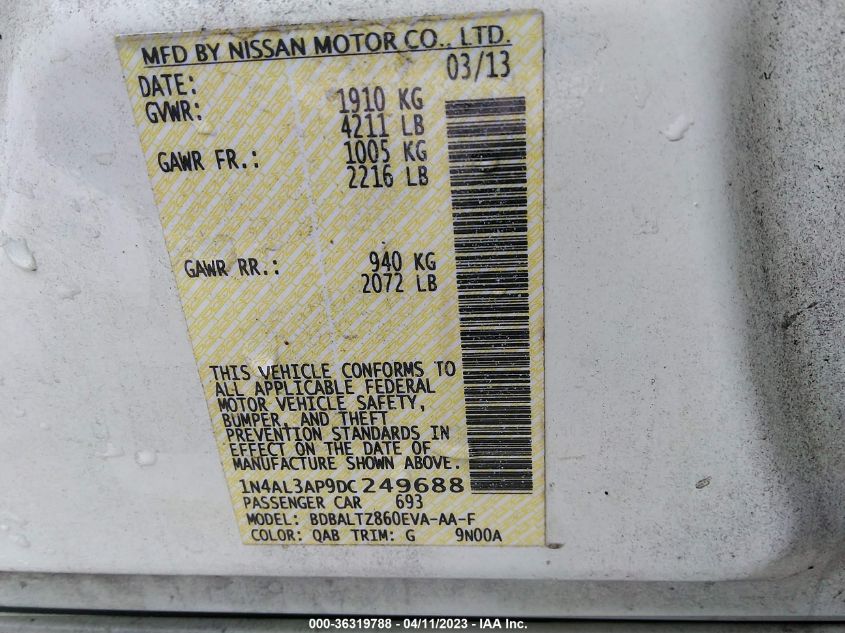 MFD BY NISSAN MOTOR CO., LTD.
DATE: 03/13
GVWR: 1910 KG
4211 LB
GAWR FR.: 1005 KG
2216 LB
GAWR RR.: 940 KG
2072 LB
THIS VEHICLE CONFORMS TO
ALL APPLICABLE FEDERAL
MOTOR VEHICLE SAFETY,
BUMPER, AND THEFT
PREVENTION STANDARDS IN
EFFECT ON THE DATE OF
MANUFACTURE SHOWN ABOVE.
1N4AL3AP9DC249688
PASSENGER CAR 693
MODEL: BDBALTZ860EVA-AA-F
COLOR: QAB TRIM: G 9N00A
000-36319788 - 04/11/2023 - IAA Inc.